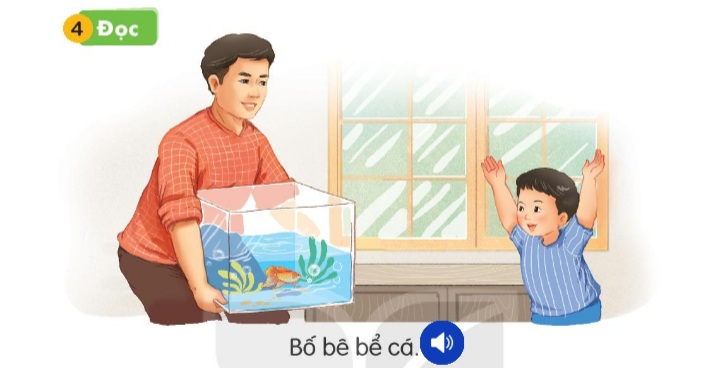 4 Đọc
Bố bê bể cá.